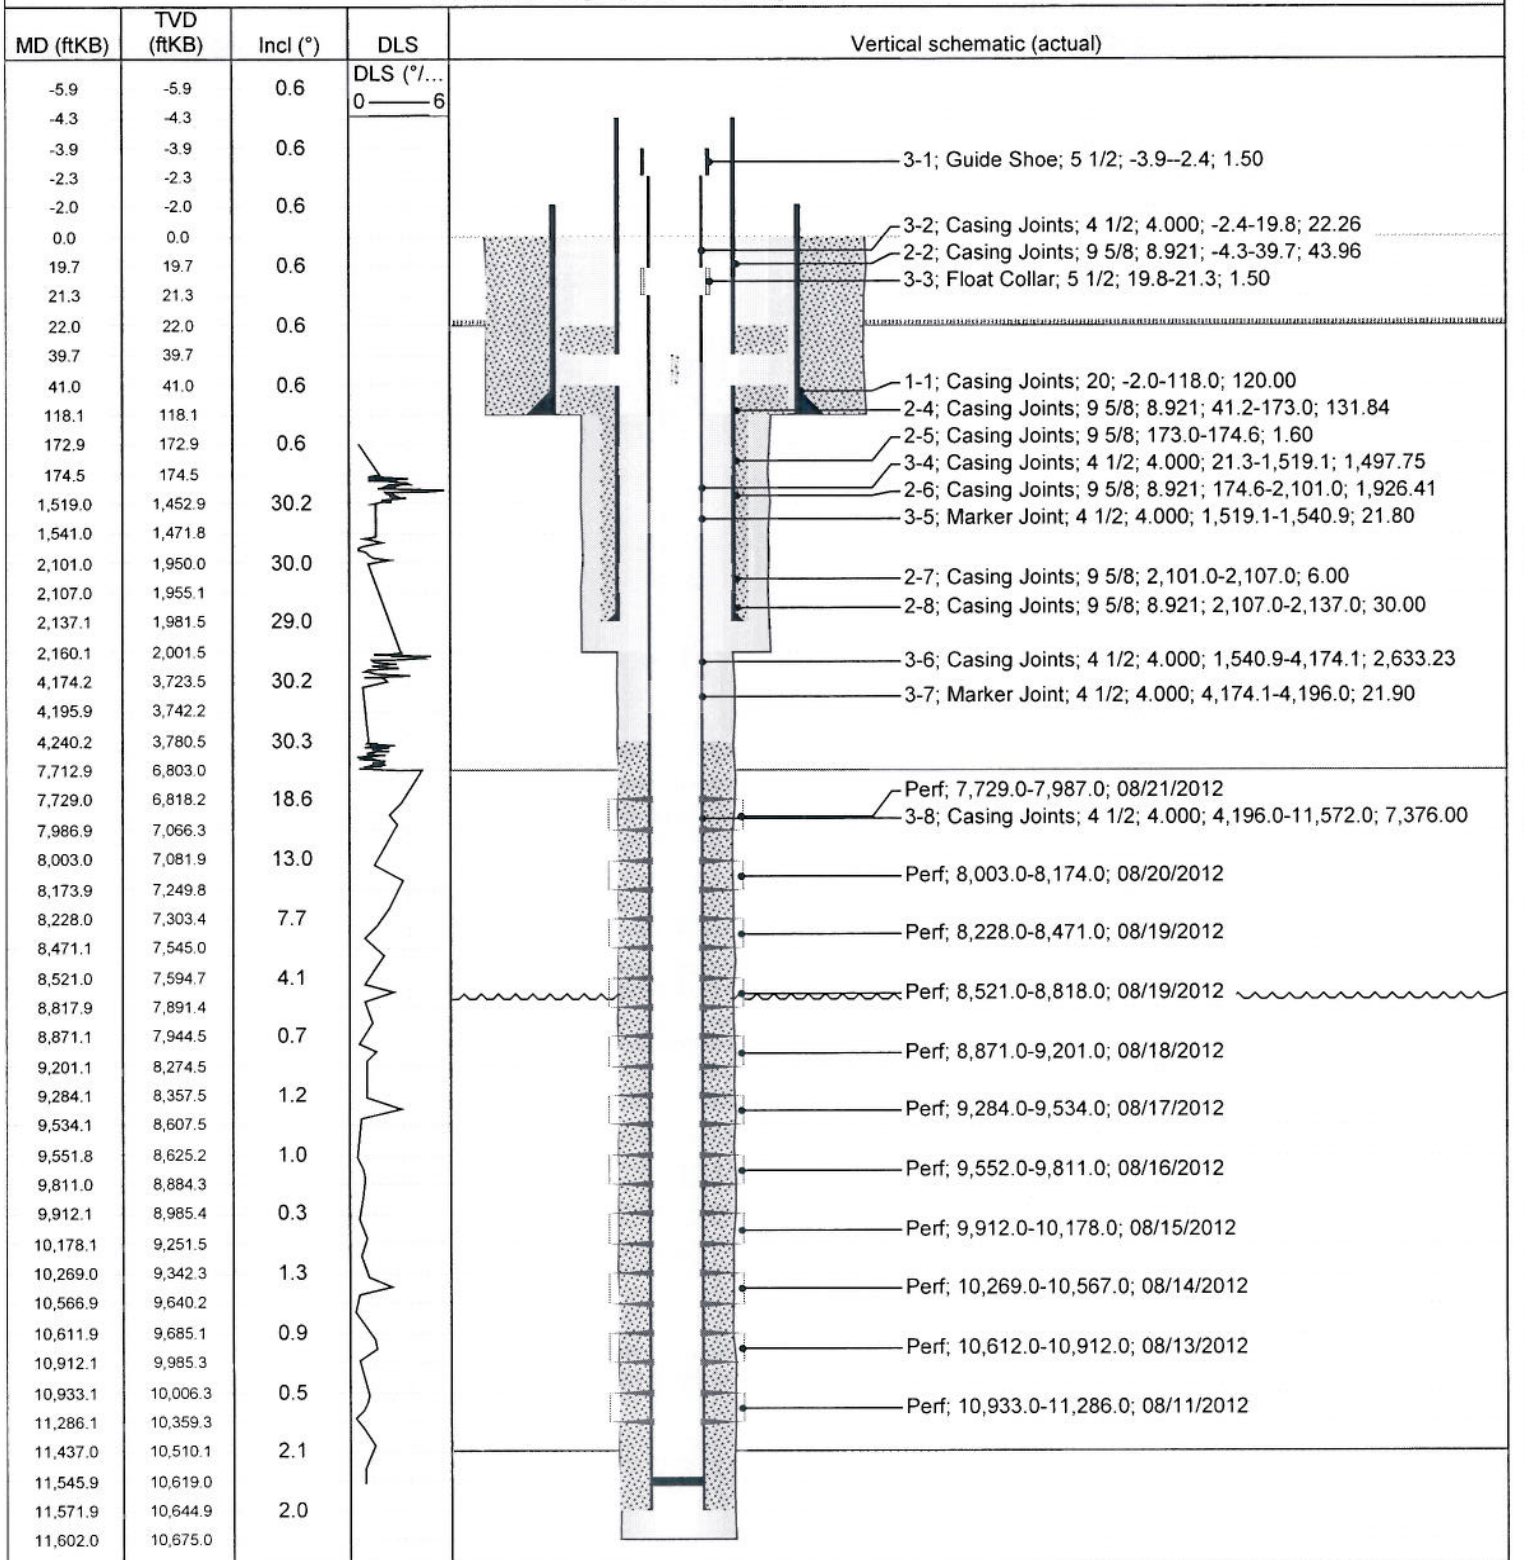 MD (ftKB) TVD (ftKB) Incl (°) DLS Vertical schematic (actual)
DLS (°/...
0 6
-5.9 -5.9 0.6
-4.3 -4.3
-3.9 -3.9 0.6
-2.3 -2.3
-2.0 -2.0 0.6
0.0 0.0
19.7 19.7 0.6
21.3 21.3
22.0 22.0 0.6
39.7 39.7
41.0 41.0 0.6
118.1 118.1
172.9 172.9 0.6
174.5 174.5
1,519.0 1,452.9 30.2
1,541.0 1,471.8
2,101.0 1,950.0 30.0
2,107.0 1,955.1
2,137.1 1,981.5 29.0
2,160.1 2,001.5
4,174.2 3,723.5 30.2
4,195.9 3,742.2
4,240.2 3,780.5 30.3
7,712.9 6,803.0
7,729.0 6,818.2 18.6
7,986.9 7,066.3
8,003.0 7,081.9 13.0
8,173.9 7,249.8
8,228.0 7,303.4 7.7
8,471.1 7,545.0
8,521.0 7,594.7 4.1
8,817.9 7,891.4
8,871.1 7,944.5 0.7
9,201.1 8,274.5
9,284.1 8,357.5 1.2
9,534.1 8,607.5
9,551.8 8,625.2 1.0
9,811.0 8,884.3
9,912.1 8,985.4 0.3
10,178.1 9,251.5
10,269.0 9,342.3 1.3
10,566.9 9,640.2
10,611.9 9,685.1 0.9
10,912.1 9,985.3
10,933.1 10,006.3 0.5
11,286.1 10,359.3
11,437.0 10,510.1 2.1
11,545.9 10,619.0
11,571.9 10,644.9 2.0
11,602.0 10,675.0
3-1; Guide Shoe; 5 1/2; -3.9--2.4; 1.50
3-2; Casing Joints; 4 1/2; 4.000; -2.4-19.8; 22.26
2-2; Casing Joints; 9 5/8; 8.921; -4.3-39.7; 43.96
3-3; Float Collar; 5 1/2; 19.8-21.3; 1.50
1-1; Casing Joints; 20; -2.0-118.0; 120.00
2-4; Casing Joints; 9 5/8; 8.921; 41.2-173.0; 131.84
2-5; Casing Joints; 9 5/8; 173.0-174.6; 1.60
3-4; Casing Joints; 4 1/2; 4.000; 21.3-1,519.1; 1,497.75
2-6; Casing Joints; 9 5/8; 8.921; 174.6-2,101.0; 1,926.41
3-5; Marker Joint; 4 1/2; 4.000; 1,519.1-1,540.9; 21.80
2-7; Casing Joints; 9 5/8; 2,101.0-2,107.0; 6.00
2-8; Casing Joints; 9 5/8; 8.921; 2,107.0-2,137.0; 30.00
3-6; Casing Joints; 4 1/2; 4.000; 1,540.9-4,174.1; 2,633.23
3-7; Marker Joint; 4 1/2; 4.000; 4,174.1-4,196.0; 21.90
Perf; 7,729.0-7,987.0; 08/21/2012
3-8; Casing Joints; 4 1/2; 4.000; 4,196.0-11,572.0; 7,376.00
Perf; 8,003.0-8,174.0; 08/20/2012
Perf; 8,228.0-8,471.0; 08/19/2012
Perf; 8,521.0-8,818.0; 08/19/2012
Perf; 8,871.0-9,201.0; 08/18/2012
Perf; 9,284.0-9,534.0; 08/17/2012
Perf; 9,552.0-9,811.0; 08/16/2012
Perf; 9,912.0-10,178.0; 08/15/2012
Perf; 10,269.0-10,567.0; 08/14/2012
Perf; 10,612.0-10,912.0; 08/13/2012
Perf; 10,933.0-11,286.0; 08/11/2012